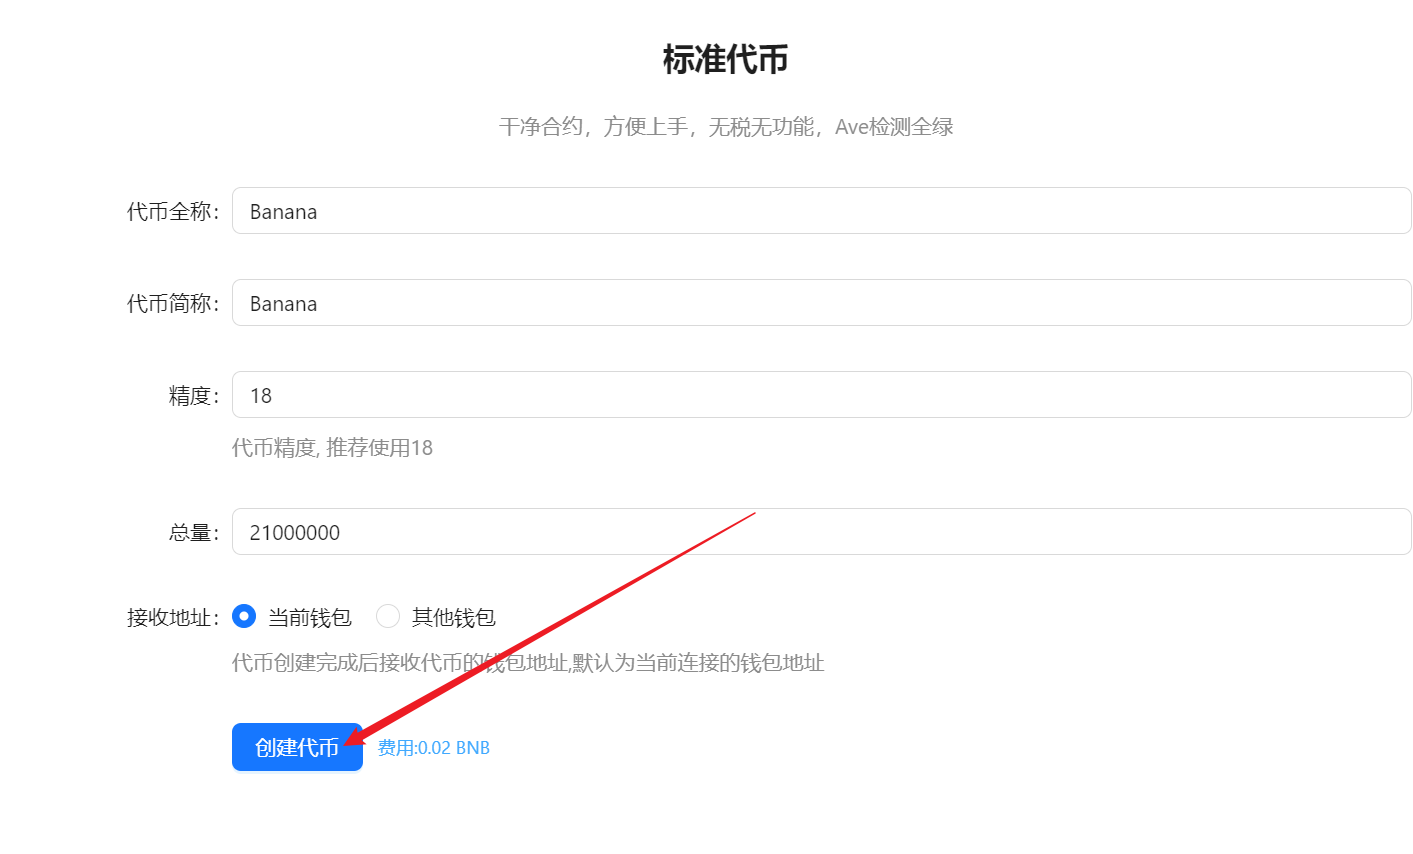 标准代币
干净合约，方便上手，无税无功能，Ave检测全绿
代币全称： Banana
代币简称： Banana
精度： 18
代币精度, 推荐使用18
总量： 21000000
接收地址： 当前钱包 其他钱包
代币创建完成后接收代币的钱包地址,默认为当前连接的钱包地址
创建代币 费用:0.02 BNB